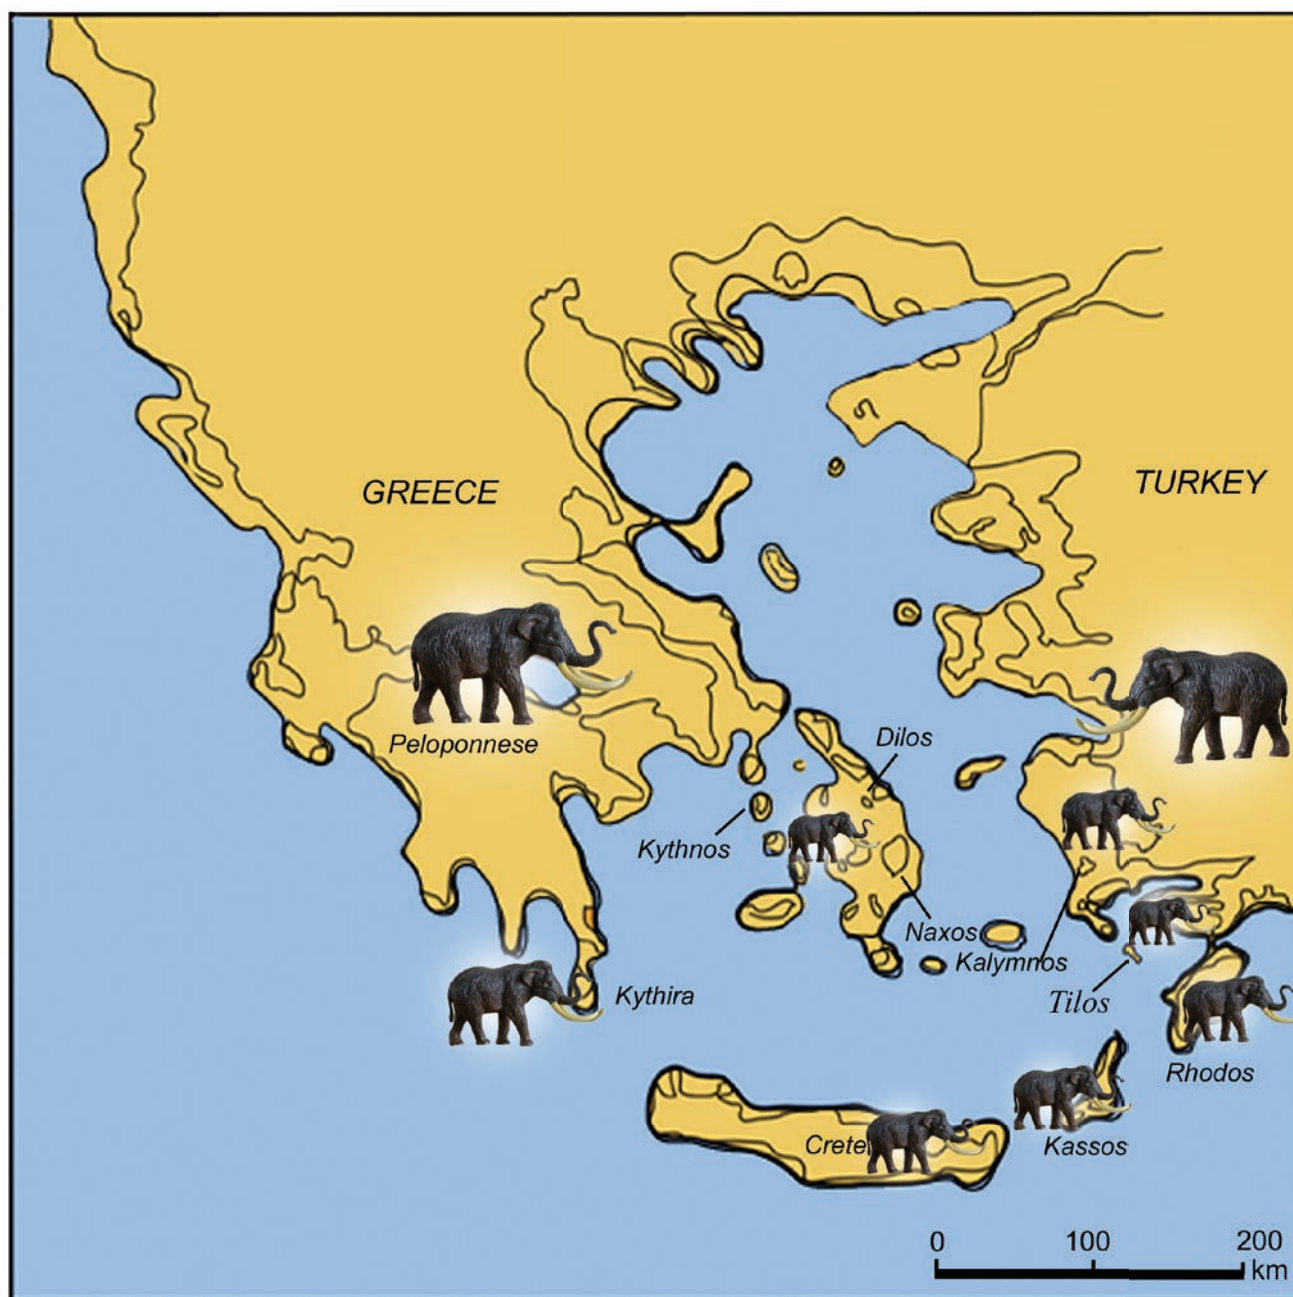 GREECE
TURKEY
Peloponnese
Dilos
Kythnos
Naxos
Kalymnos
Kythira
Tilos
Rhodos
Crete
Kassos
0 100 200
km